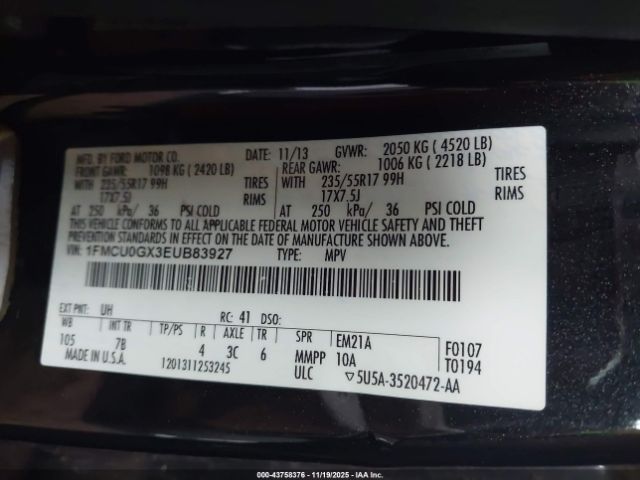 MFD. BY FORD MOTOR CO.
DATE: 11/13 GVWR: 2050 KG ( 4520 LB)
FRONT GAWR: 1098 KG ( 2420 LB)
REAR GAWR: 1006 KG ( 2218 LB)
WITH 235/55R17 99H TIRES
WITH 235/55R17 99H TIRES
17X7.5J RIMS
17X7.5J RIMS
AT 250 kPa/ 36 PSI COLD
AT 250 kPa/ 36 PSI COLD
THIS VEHICLE CONFORMS TO ALL APPLICABLE FEDERAL MOTOR VEHICLE SAFETY AND THEFT
PREVENTION STANDARDS IN EFFECT ON THE DATE OF MANUFACTURE SHOWN ABOVE.
VIN: 1FMCU0GX3EUB83927 TYPE: MPV
EXT PNT: UH RC: 41 DSO:
WB INT TR TP/PS R AXLE TR SPR EM21A F0107
105 7B 4 3C 6 MMPP 10A T0194
MADE IN U.S.A. 1201311253245 ULC 5U5A-3520472-AA
000-43758376 | 11/19/2025 | IAA Inc.